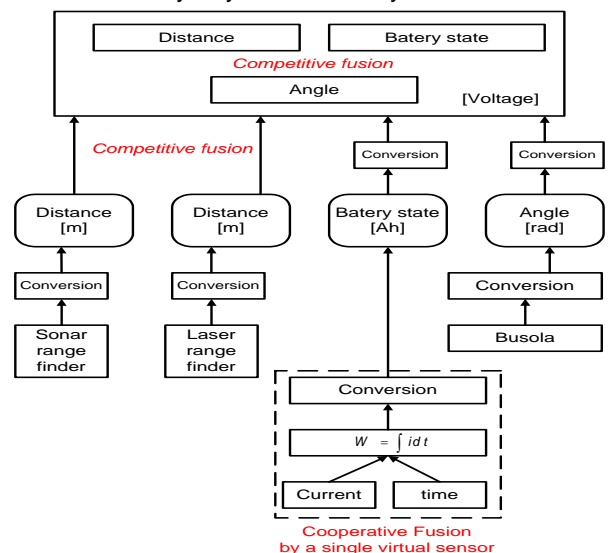 Distance
Batery state
Competitive fusion
Angle
[Voltage]
Competitive fusion
Conversion
Conversion
Distance
[m]
Distance
[m]
Batery state
[Ah]
Angle
[rad]
Conversion
Conversion
Conversion
Sonar
range
finder
Laser
range
finder
Busola
Conversion
W = ∫ id t
Current
time
Cooperative Fusion
by a single virtual sensor